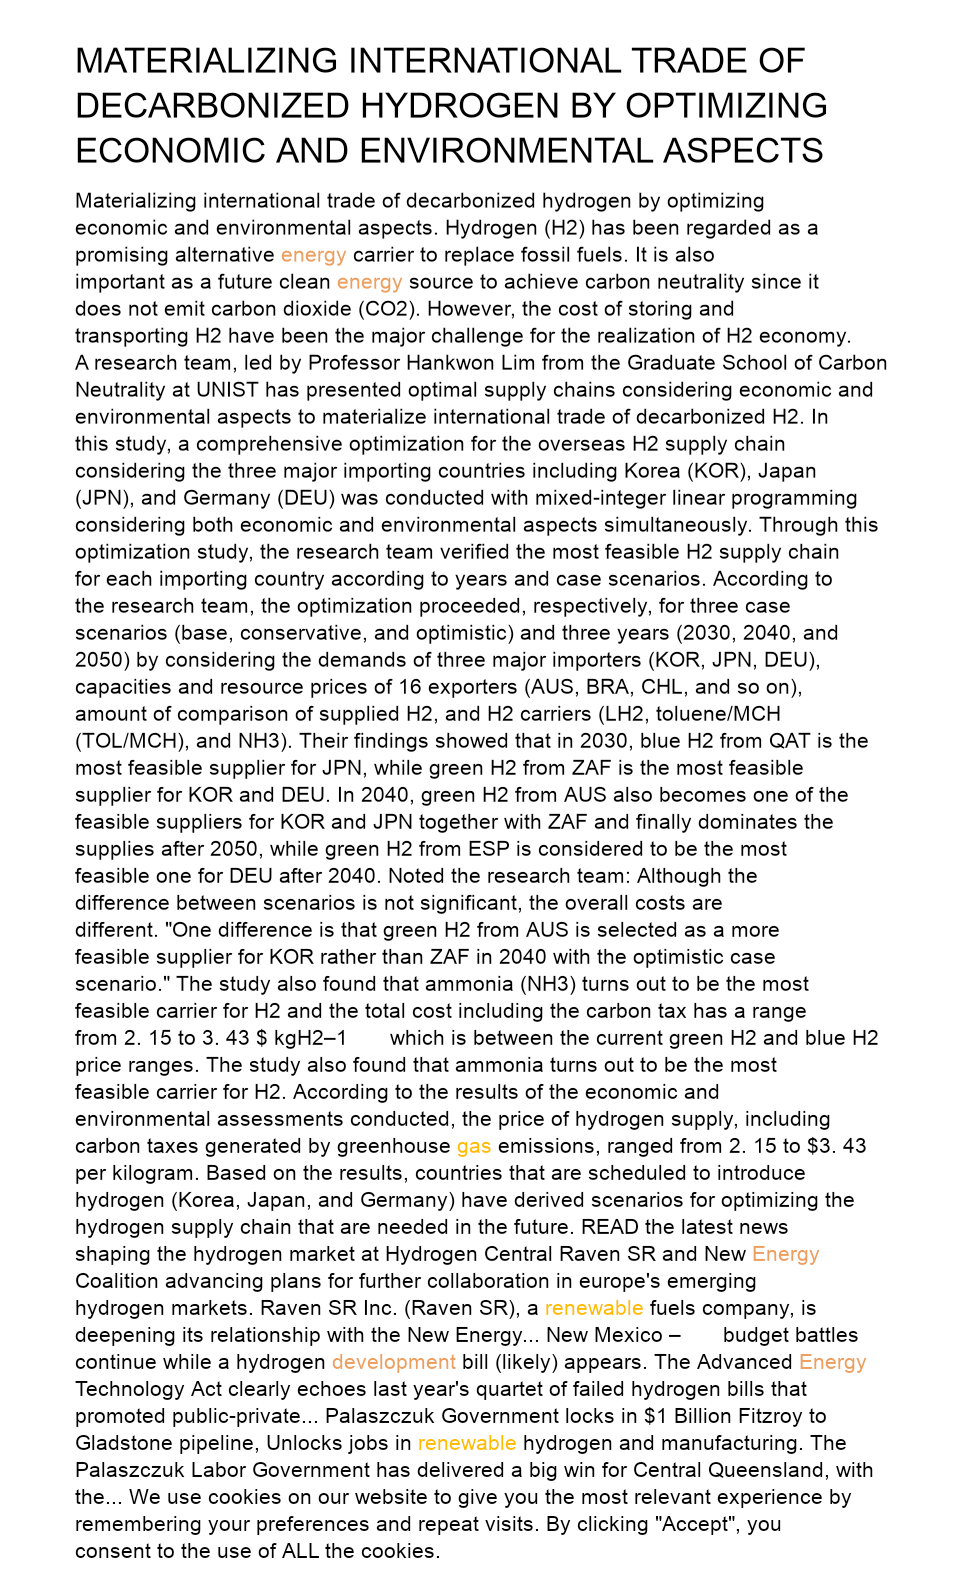 MATERIALIZING INTERNATIONAL TRADE OF
DECARBONIZED HYDROGEN BY OPTIMIZING
ECONOMIC AND ENVIRONMENTAL ASPECTS
Materializing international trade of decarbonized hydrogen by optimizing
economic and environmental aspects. Hydrogen (H2) has been regarded as a
promising alternative energy carrier to replace fossil fuels. It is also
important as a future clean energy source to achieve carbon neutrality since it
does not emit carbon dioxide (CO2). However, the cost of storing and
transporting H2 have been the major challenge for the realization of H2 economy.
A research team, led by Professor Hankwon Lim from the Graduate School of Carbon
Neutrality at UNIST has presented optimal supply chains considering economic and
environmental aspects to materialize international trade of decarbonized H2. In
this study, a comprehensive optimization for the overseas H2 supply chain
considering the three major importing countries including Korea (KOR), Japan
(JPN), and Germany (DEU) was conducted with mixed-integer linear programming
considering both economic and environmental aspects simultaneously. Through this
optimization study, the research team verified the most feasible H2 supply chain
for each importing country according to years and case scenarios. According to
the research team, the optimization proceeded, respectively, for three case
scenarios (base, conservative, and optimistic) and three years (2030, 2040, and
2050) by considering the demands of three major importers (KOR, JPN, DEU),
capacities and resource prices of 16 exporters (AUS, BRA, CHL, and so on),
amount of comparison of supplied H2, and H2 carriers (LH2, toluene/MCH
(TOL/MCH), and NH3). Their findings showed that in 2030, blue H2 from QAT is the
most feasible supplier for JPN, while green H2 from ZAF is the most feasible
supplier for KOR and DEU. In 2040, green H2 from AUS also becomes one of the
feasible suppliers for KOR and JPN together with ZAF and finally dominates the
supplies after 2050, while green H2 from ESP is considered to be the most
feasible one for DEU after 2040. Noted the research team: Although the
difference between scenarios is not significant, the overall costs are
different. "One difference is that green H2 from AUS is selected as a more
feasible supplier for KOR rather than ZAF in 2040 with the optimistic case
scenario." The study also found that ammonia (NH3) turns out to be the most
feasible carrier for H2 and the total cost including the carbon tax has a range
from 2. 15 to 3. 43 $ kgH2–1 which is between the current green H2 and blue H2
price ranges. The study also found that ammonia turns out to be the most
feasible carrier for H2. According to the results of the economic and
environmental assessments conducted, the price of hydrogen supply, including
carbon taxes generated by greenhouse gas emissions, ranged from 2. 15 to $3. 43
per kilogram. Based on the results, countries that are scheduled to introduce
hydrogen (Korea, Japan, and Germany) have derived scenarios for optimizing the
hydrogen supply chain that are needed in the future. READ the latest news
shaping the hydrogen market at Hydrogen Central Raven SR and New Energy
Coalition advancing plans for further collaboration in europe's emerging
hydrogen markets. Raven SR Inc. (Raven SR), a renewable fuels company, is
deepening its relationship with the New Energy... New Mexico – budget battles
continue while a hydrogen development bill (likely) appears. The Advanced Energy
Technology Act clearly echoes last year's quartet of failed hydrogen bills that
promoted public-private... Palaszczuk Government locks in $1 Billion Fitzroy to
Gladstone pipeline, Unlocks jobs in renewable hydrogen and manufacturing. The
Palaszczuk Labor Government has delivered a big win for Central Queensland, with
the... We use cookies on our website to give you the most relevant experience by
remembering your preferences and repeat visits. By clicking "Accept", you
consent to the use of ALL the cookies.